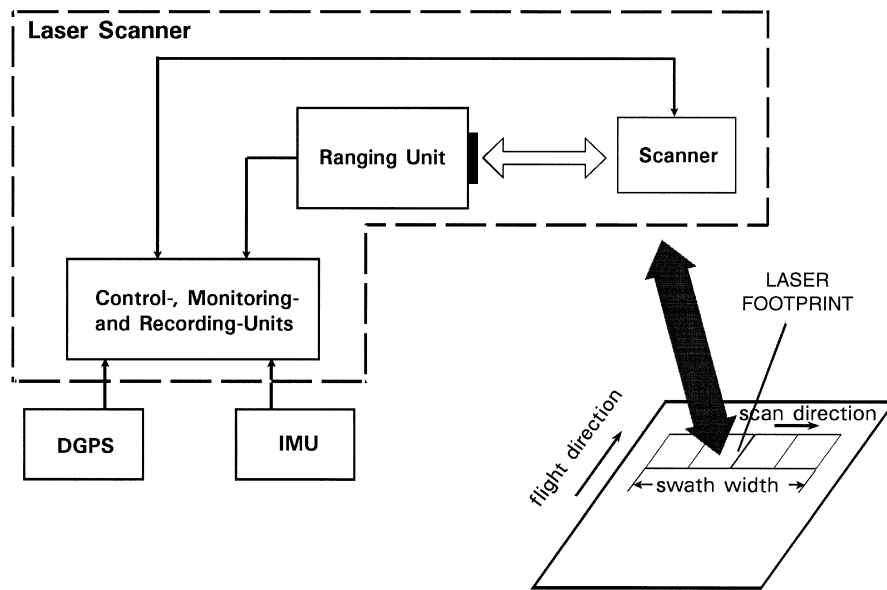 Laser Scanner
Ranging Unit
Scanner
Control-, Monitoring-
and Recording-Units
DGPS
IMU
LASER
FOOTPRINT
scan direction
flight direction
swath width